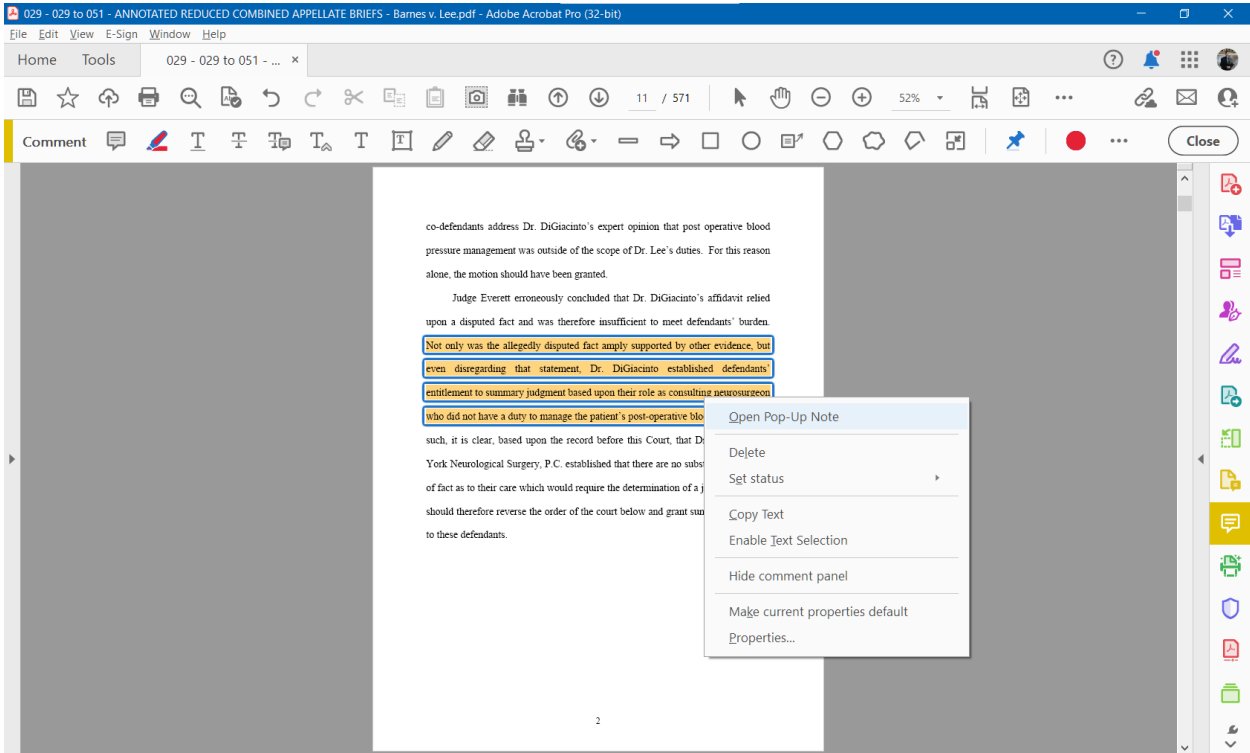 029 - 029 to 051 - ANNOTATED REDUCED COMBINED APPELLATE BRIEFS - Barnes v. Lee.pdf - Adobe Acrobat Pro (32-bit)
File Edit View E-Sign Window Help
Home Tools 029 - 029 to 051 - ... ×
11 / 571 52%
Comment Close
co-defendants address Dr. DiGiacinto's expert opinion that post operative blood
pressure management was outside of the scope of Dr. Lee's duties. For this reason
alone, the motion should have been granted.
Judge Everett erroneously concluded that Dr. DiGiacinto's affidavit relied
upon a disputed fact and was therefore insufficient to meet defendants' burden.
Not only was the allegedly disputed fact amply supported by other evidence, but
even disregarding that statement, Dr. DiGiacinto established defendants'
entitlement to summary judgment based upon their role as consulting neurosurgeon
who did not have a duty to manage the patient's post-operative blo
such, it is clear, based upon the record before this Court, that
York Neurological Surgery, P.C. established that there are no subst
of fact as to their care which would require the determination of a j
should therefore reverse the order of the court below and grant sum
to these defendants.
2
Open Pop-Up Note
Delete
Set status
Copy Text
Enable Text Selection
Hide comment panel
Make current properties default
Properties...